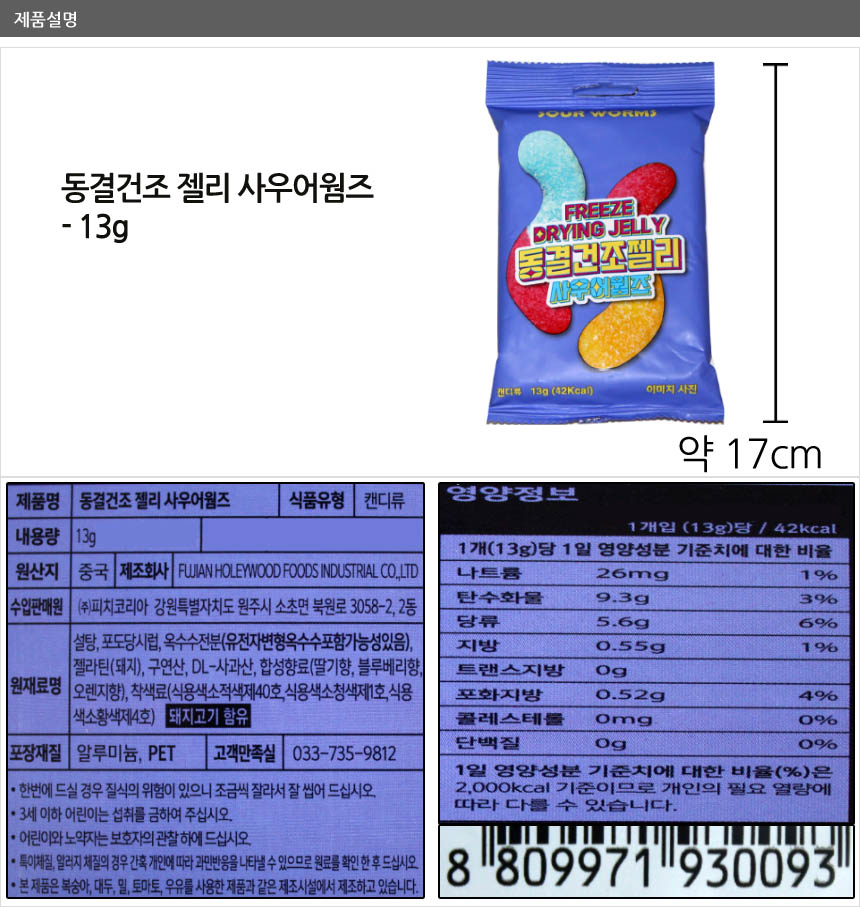 제품설명
동결건조 젤리 사우어웜즈
- 13g
SOUR WORMS
FREEZE
DRYING JELLY
동결건조젤리
사우어웜즈
캔디류 13g (42Kcal) 이미지 사진
약 17cm
제품명 동결건조 젤리 사우어웜즈 식품유형 캔디류
내용량 13g
원산지 중국 제조회사 FUJIAN HOLEYWOOD FOODS INDUSTRIAL CO.,LTD
수입판매원 ㈜피치코리아 강원특별자치도 원주시 소초면 북원로 3058-2, 2동
원재료명 설탕, 포도당시럽, 옥수수전분(유전자변형옥수수포함가능성있음),
젤라틴(돼지), 구연산, DL-사과산, 합성향료(딸기향, 블루베리향,
오렌지향), 착색료(식용색소적색제40호,식용색소청색제1호,식용
색소황색제4호) 돼지고기 함유
포장재질 알루미늄, PET 고객만족실 033-735-9812
• 한번에 드실 경우 질식의 위험이 있으니 조금씩 잘라서 잘 씹어 드십시오.
• 3세 이하 어린이는 섭취를 금하여 주십시오.
• 어린이와 노약자는 보호자의 관찰 하에 드십시오.
• 특이체질, 알러지 체질의 경우 간혹 개인에 따라 과민반응을 나타낼 수 있으므로 원료를 확인한 후 드십시오.
• 본 제품은 복숭아, 대두, 밀, 토마토, 우유를 사용한 제품과 같은 제조시설에서 제조하고 있습니다.
영양정보
1개입 (13g)당 / 42kcal
1개(13g)당 1일 영양성분 기준치에 대한 비율
나트륨 26mg 1%
탄수화물 9.3g 3%
당류 5.6g 6%
지방 0.55g 1%
트랜스지방 0g
포화지방 0.52g 4%
콜레스테롤 0mg 0%
단백질 0g 0%
1일 영양성분 기준치에 대한 비율(%)은
2,000kcal 기준이므로 개인의 필요 열량에
따라 다를 수 있습니다.
8 809971 930093